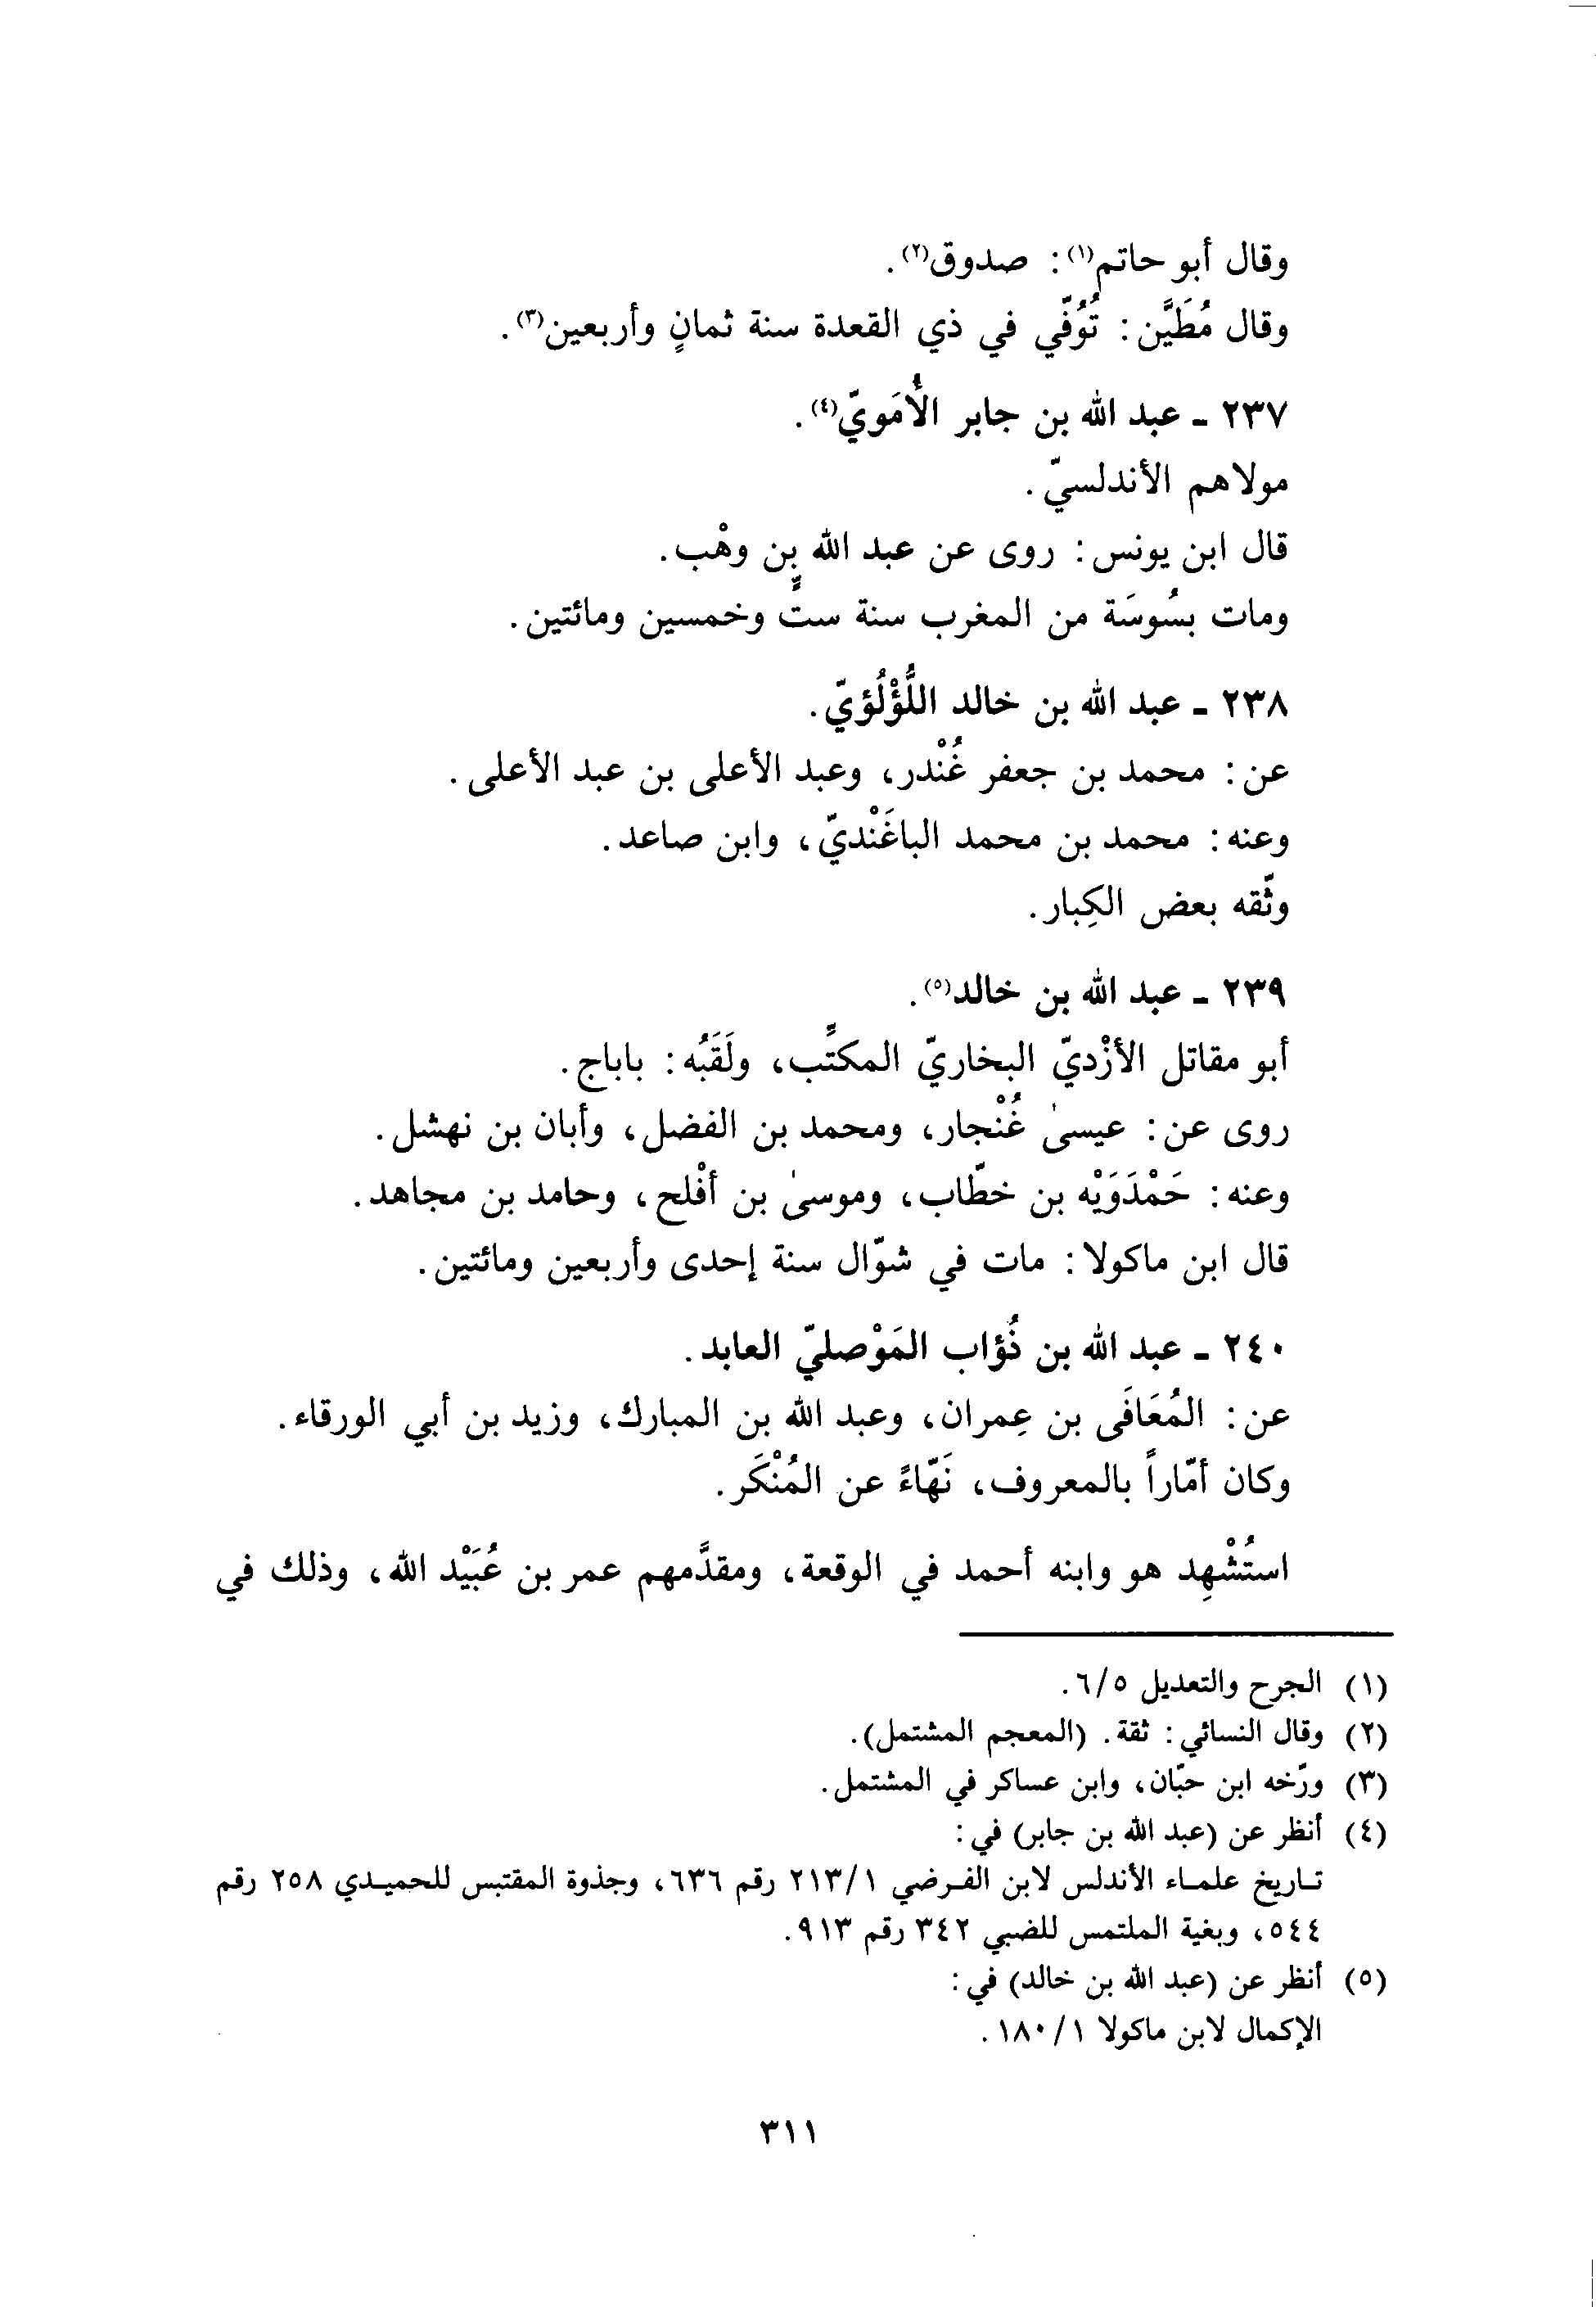 وقال أبو حاتم(١): صدوق(٢).
وقال مُطَيَّن: تُوُفّي في ذي القعدة سنة ثمانٍ وأربعين(٣).
٢٣٧ - عبد الله بن جابر الأُمَويّ(٤).
مولاهم الأندلسيّ.
قال ابن يونس: روى عن عبد الله بن وهْب.
ومات بسُوسَة من المغرب سنة ستٍّ وخمسين ومائتين.
٢٣٨ - عبد الله بن خالد اللُّؤْلُؤيّ.
عن: محمد بن جعفر غُنْدر، وعبد الأعلى بن عبد الأعلى.
وعنه: محمد بن محمد الباغَنْديّ، وابن صاعد.
وثّقه بعض الكِبار.
٢٣٩ - عبد الله بن خالد(٥).
أبو مقاتل الأزْديّ البخاريّ المكتِّب، ولَقَبُه: باباج.
روى عن: عيسىٰ غُنْجار، ومحمد بن الفضل، وأبان بن نهشل.
وعنه: حَمْدَوَيْه بن خطّاب، وموسىٰ بن أفْلح، وحامد بن مجاهد.
قال ابن ماكولا: مات في شوّال سنة إحدى وأربعين ومائتين.
٢٤٠ - عبد الله بن ذُؤاب المَوْصليّ العابد.
عن: المُعَافَى بن عِمران، وعبد الله بن المبارك، وزيد بن أبي الورقاء.
وكان أمّاراً بالمعروف، نَهّاءً عن المُنْكَر.
استُشْهِد هو وابنه أحمد في الوقعة، ومقدَّمهم عمر بن عُبَيْد الله، وذلك في
(١) الجرح والتعديل ٦/٥.
(٢) وقال النسائي: ثقة. (المعجم المشتمل).
(٣) ورّخه ابن حبّان، وابن عساكر في المشتمل.
(٤) أنظر عن (عبد الله بن جابر) في:
تـاريخ علمـاء الأندلس لابن الفـرضي ٢١٣/١ رقم ٦٣٦، وجذوة المقتبس للحميـدي ٢٥٨ رقم
٥٤٤، وبغية الملتمس للضبي ٣٤٢ رقم ٩١٣.
(٥) أنظر عن (عبد الله بن خالد) في:
الإكمال لابن ماكولا ١٨٠/١.
٣١١